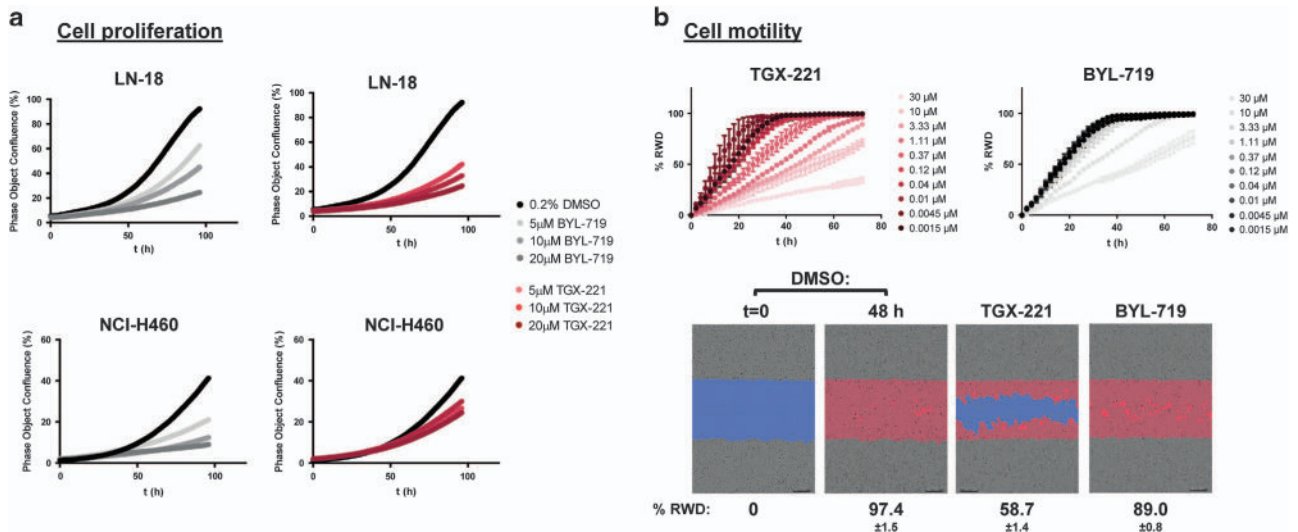 a
Cell proliferation
LN-18
Phase Object Confluence (%)
100
80
60
40
20
0
0
50
100
t (h)
LN-18
Phase Object Confluence (%)
100
80
60
40
20
0
0
50
100
t (h)
0.2% DMSO
5µM BYL-719
10µM BYL-719
20µM BYL-719
5µM TGX-221
10µM TGX-221
20µM TGX-221
NCI-H460
Phase Object Confluence (%)
60
40
20
0
0
50
100
t (h)
NCI-H460
Phase Object Confluence (%)
60
40
20
0
0
50
100
t (h)
b
Cell motility
TGX-221
% RWD
100
50
0
0
20
40
60
80
t (h)
30 µM
10 µM
3.33 µM
1.11 µM
0.37 µM
0.12 µM
0.04 µM
0.01 µM
0.0045 µM
0.0015 µM
BYL-719
% RWD
100
50
0
0
20
40
60
80
t (h)
30 µM
10 µM
3.33 µM
1.11 µM
0.37 µM
0.12 µM
0.04 µM
0.01 µM
0.0045 µM
0.0015 µM
DMSO:
t=0 48 h TGX-221 BYL-719
% RWD: 0 97.4 58.7 89.0
±1.5 ±1.4 ±0.8